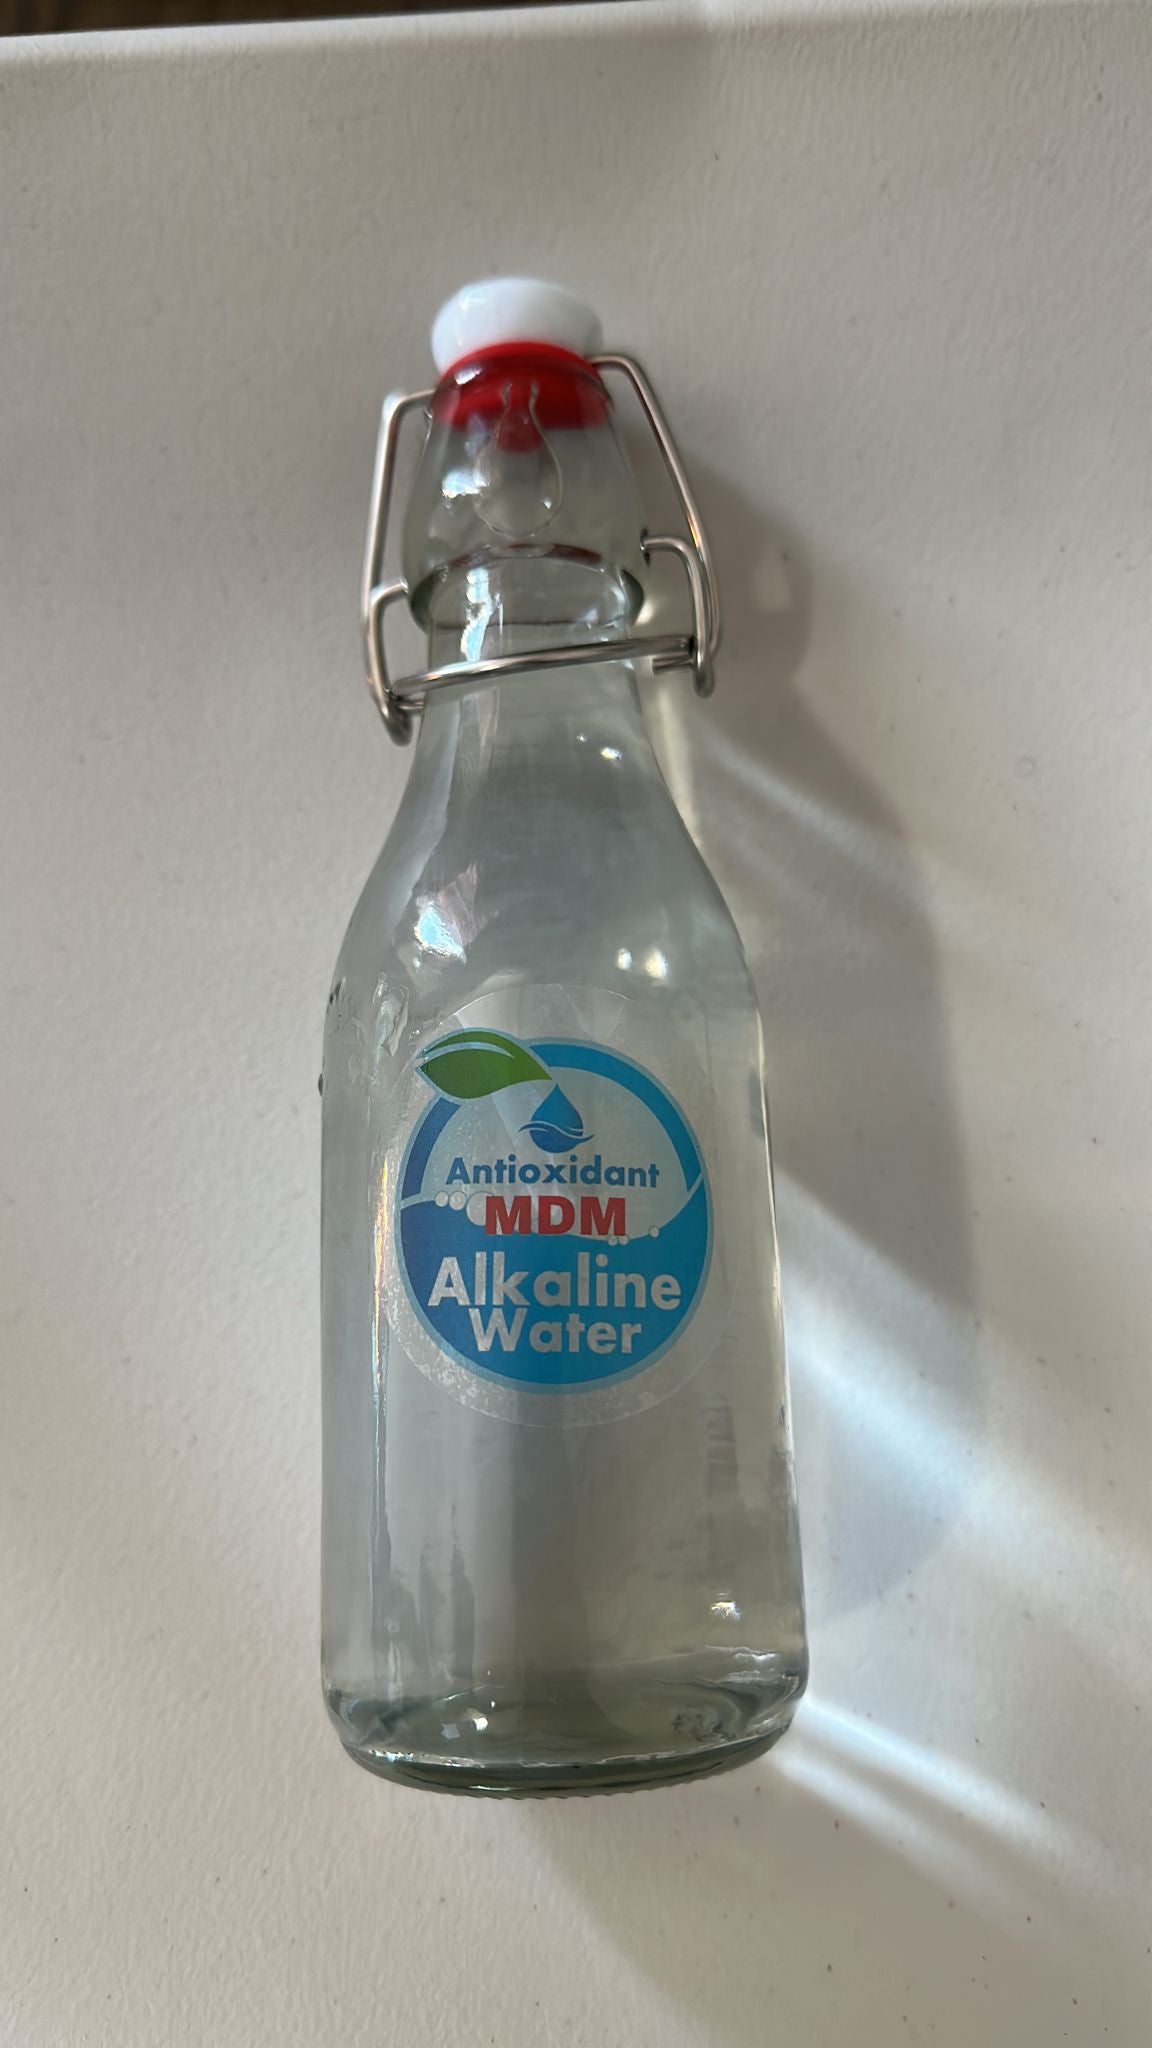 Antioxidant
MDM
Alkaline
Water